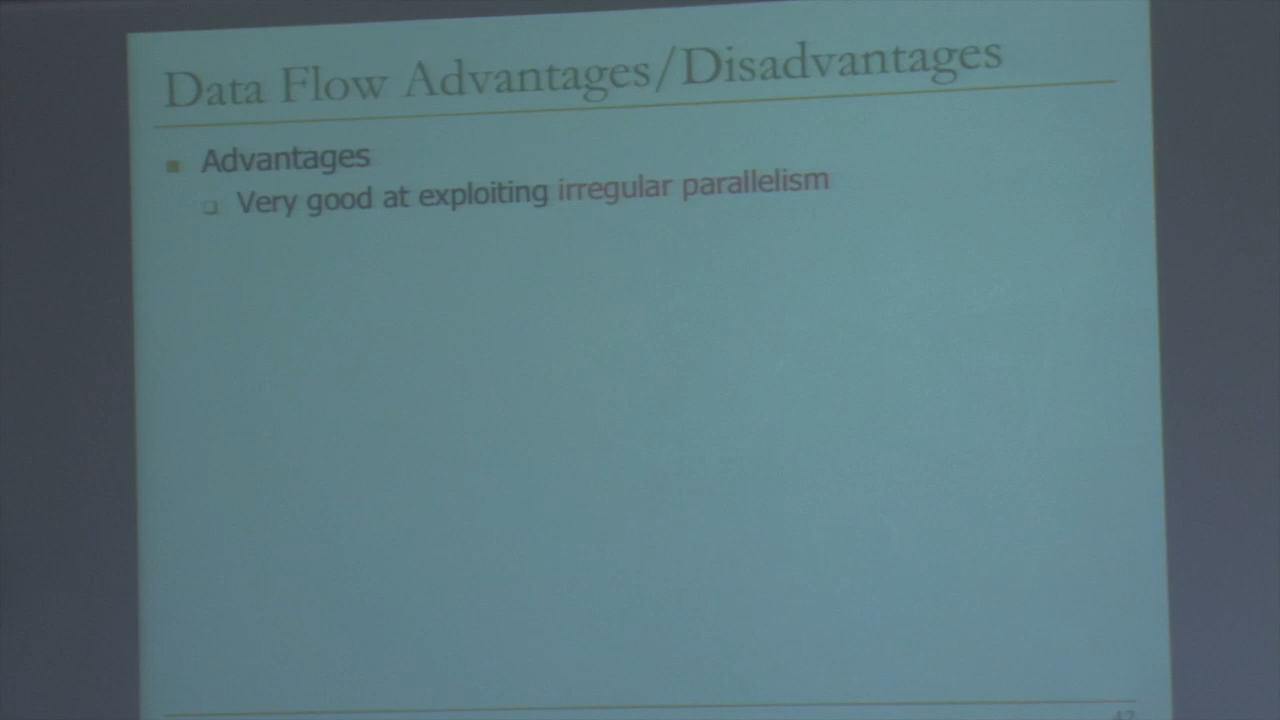 Data Flow Advantages/Disadvantages
Advantages
Very good at exploiting irregular parallelism